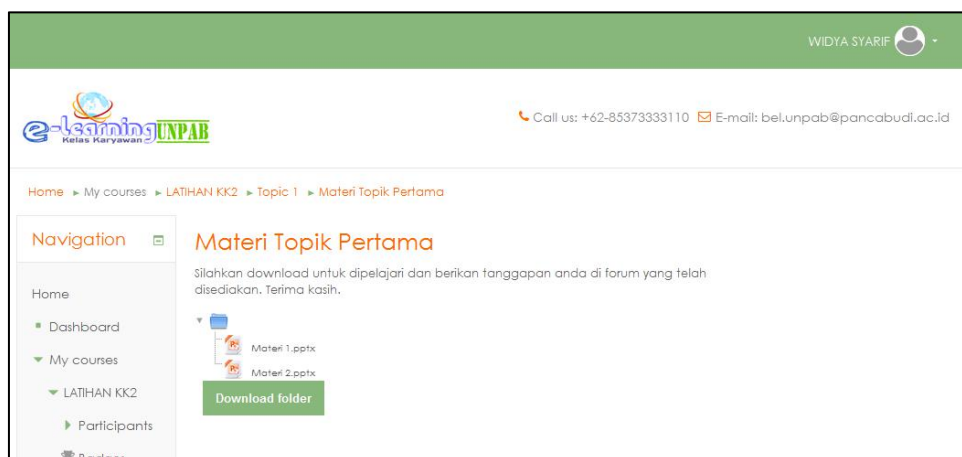 WIDYA SYARIF
e-Learning UNPAB
Kelas Karyawan
Call us: +62-85373333110 E-mail: bel.unpab@pancabudi.ac.id
Home ► My courses ► LATIHAN KK2 ► Topic 1 ► Materi Topik Pertama
Navigation
Materi Topik Pertama
Silahkan download untuk dipelajari dan berikan tanggapan anda di forum yang telah
disediakan. Terima kasih.
Home
Dashboard
My courses
LATIHAN KK2
Participants
Materi 1.pptx
Materi 2.pptx
Download folder